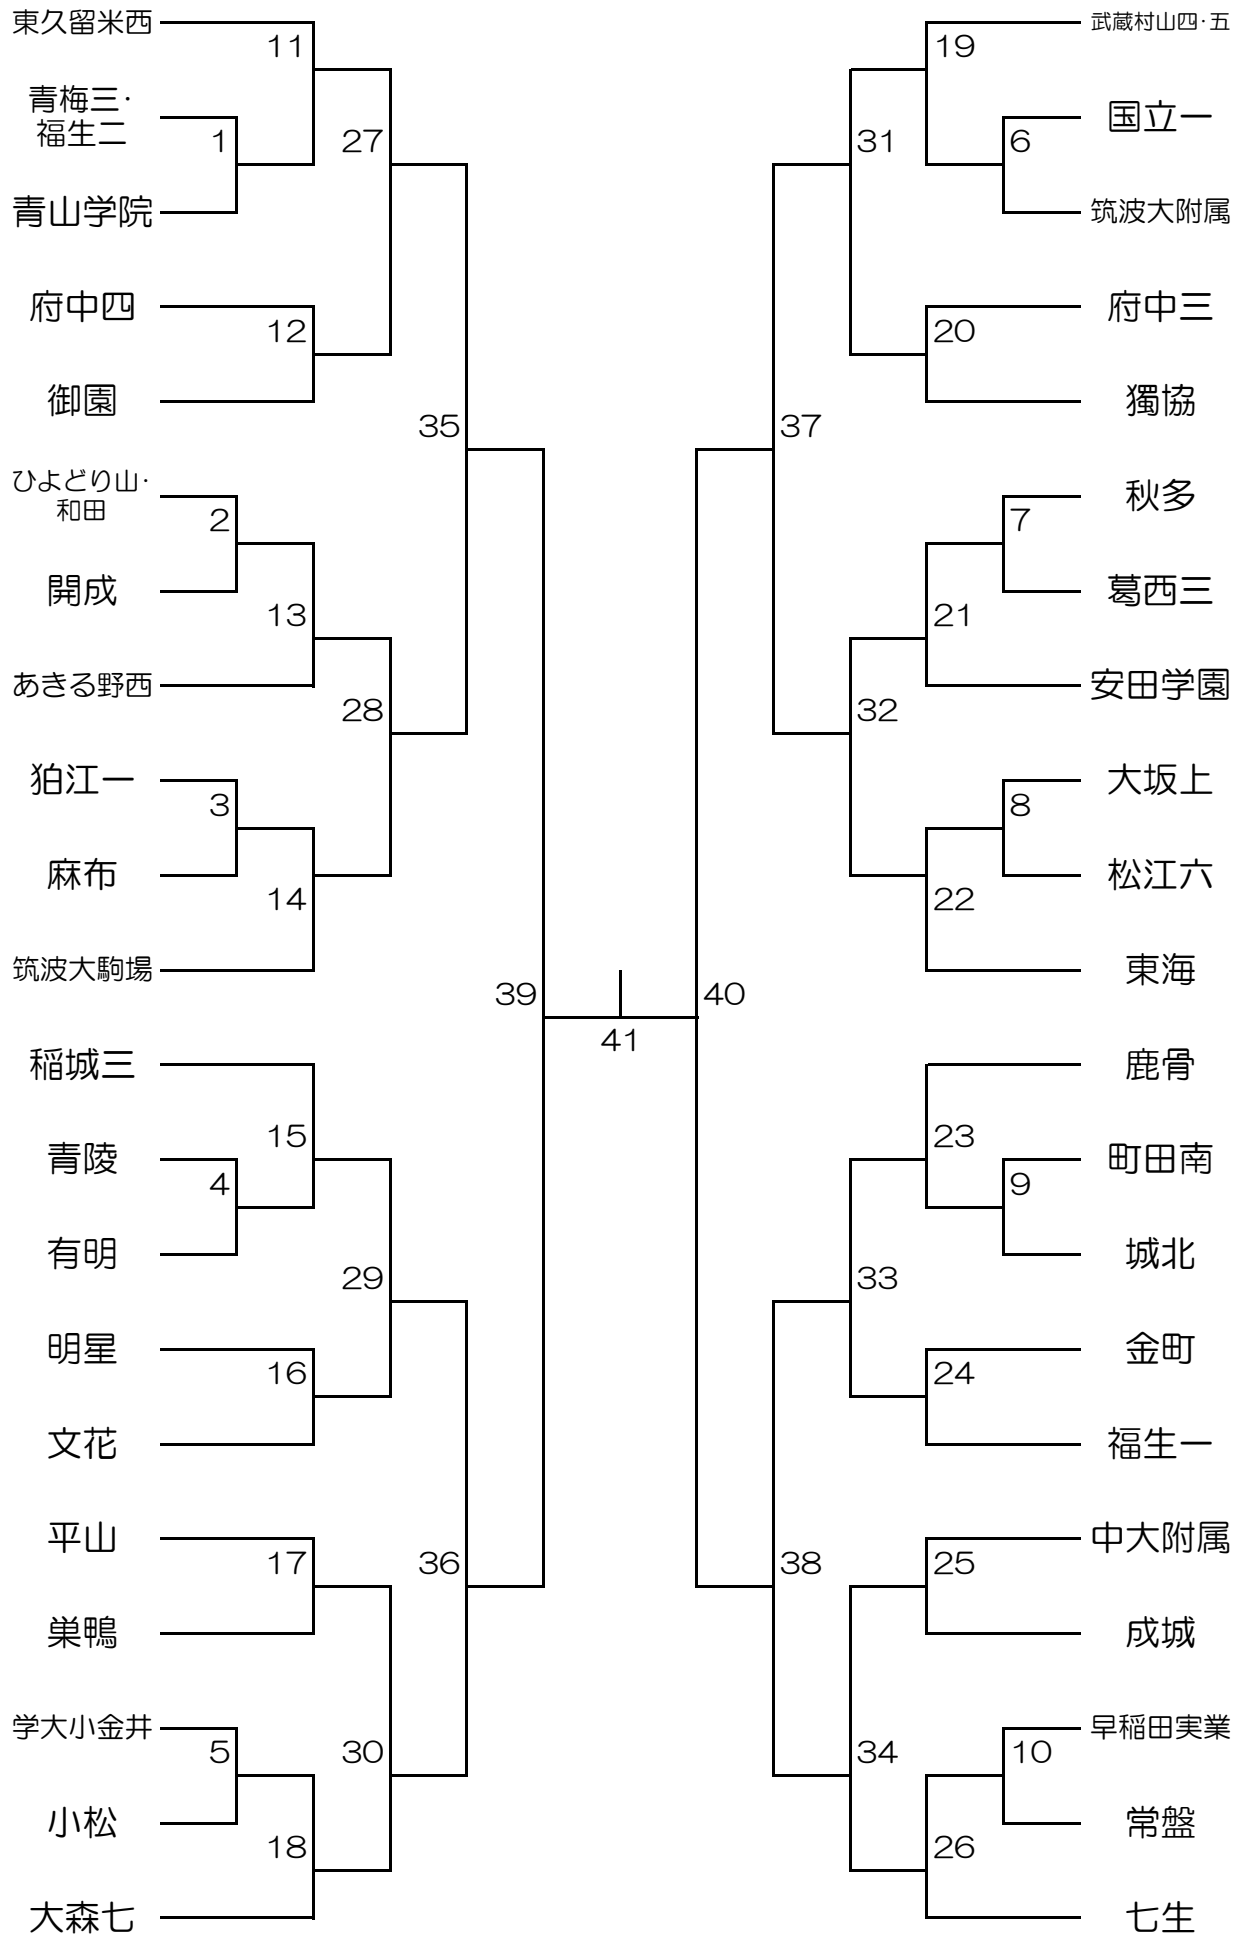 東久留米西
11
青梅三・
福生二
1
27
青山学院
府中四
12
御園
35
ひよどり山・
和田
2
開成
13
あきる野西
28
狛江一
3
麻布
14
筑波大駒場
39
稲城三
15
青陵
4
有明
29
明星
16
文花
平山
17
36
巣鴨
学大小金井
5
30
小松
18
大森七
41
武蔵村山四・五
19
国立一
31
6
筑波大附属
府中三
20
獨協
37
秋多
7
葛西三
21
安田学園
32
大坂上
8
松江六
22
東海
40
鹿骨
23
町田南
9
城北
33
金町
24
福生一
中大附属
38
25
成城
早稲田実業
34
10
常盤
26
七生